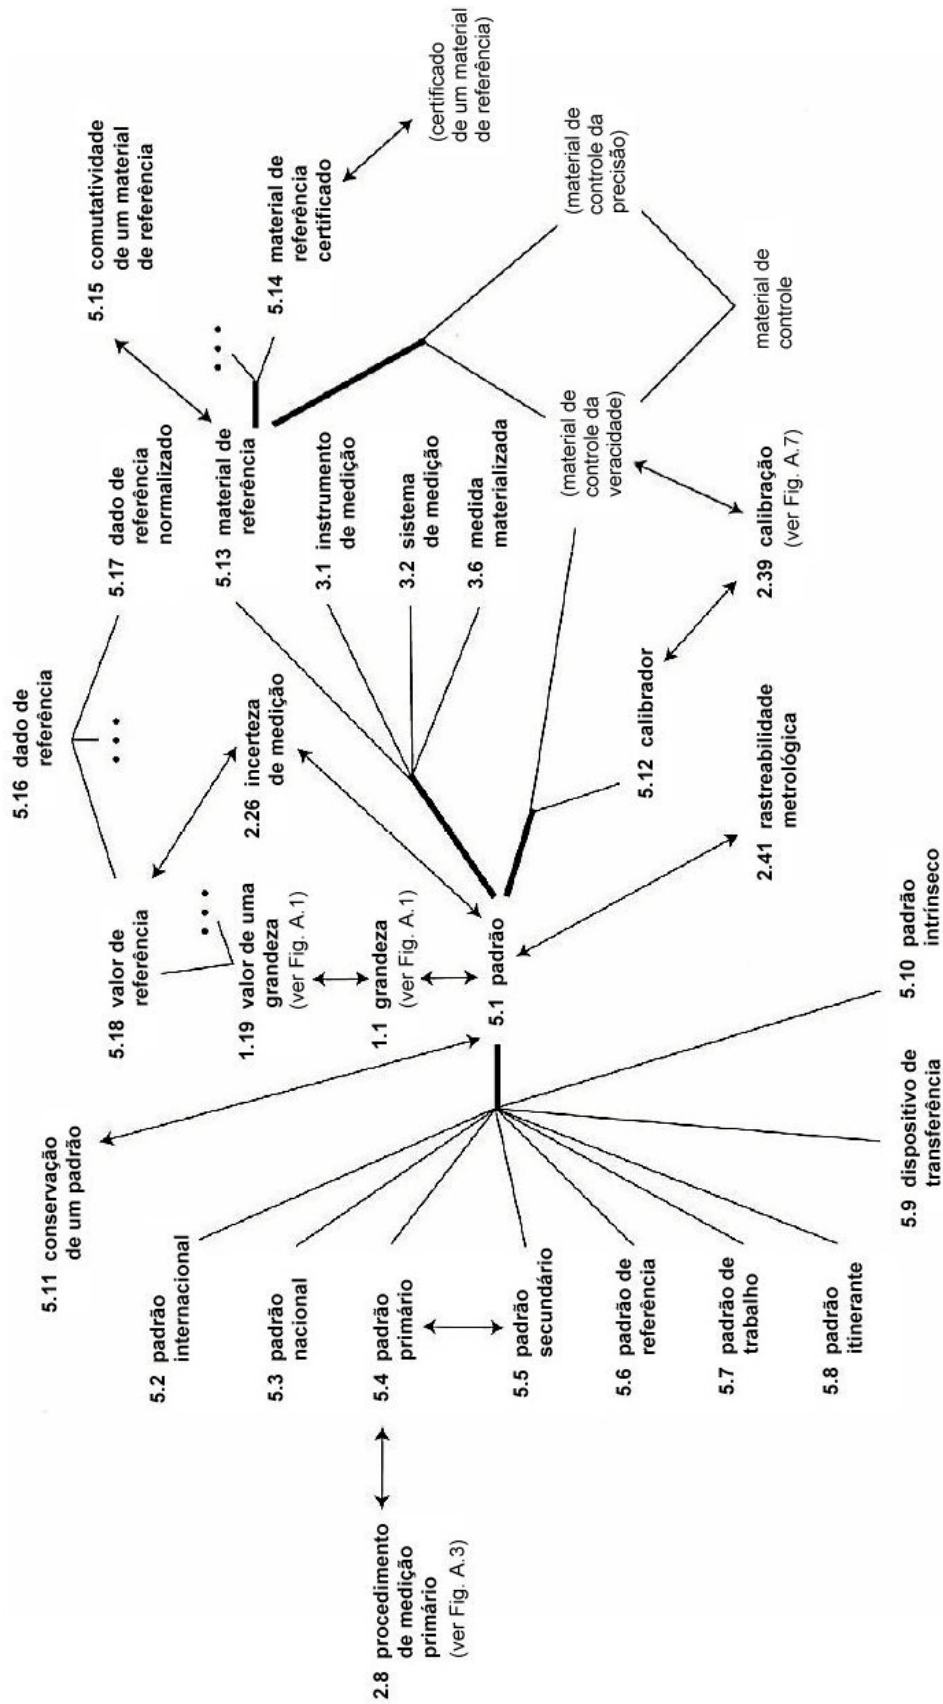 5.16 dado de
referência
5.17 dado de
referência
normalizado
5.15 comutatividade
de um material
de referência
5.11 conservação
de um padrão
5.18 valor de
referência
5.13 material de
referência
5.14 material de
referência
certificado
(certificado
de um material
de referência)
5.2 padrão
internacional
1.19 valor de uma
grandeza
(ver Fig. A.1)
2.26 incerteza
de medição
3.1 instrumento
de medição
5.3 padrão
nacional
1.1 grandeza
(ver Fig. A.1)
3.2 sistema
de medição
2.8 procedimento
de medição
primário
(ver Fig. A.3)
5.4 padrão
primário
3.6 medida
materializada
5.1 padrão
5.5 padrão
secundário
(material de
controle da
veracidade)
(material de
controle da
precisão)
5.6 padrão de
referência
5.12 calibrador
5.7 padrão de
trabalho
2.41 rastreabilidade
metrológica
2.39 calibração
(ver Fig. A.7)
material de
controle
5.8 padrão
itinerante
5.9 dispositivo de
transferência
5.10 padrão
intrínseco